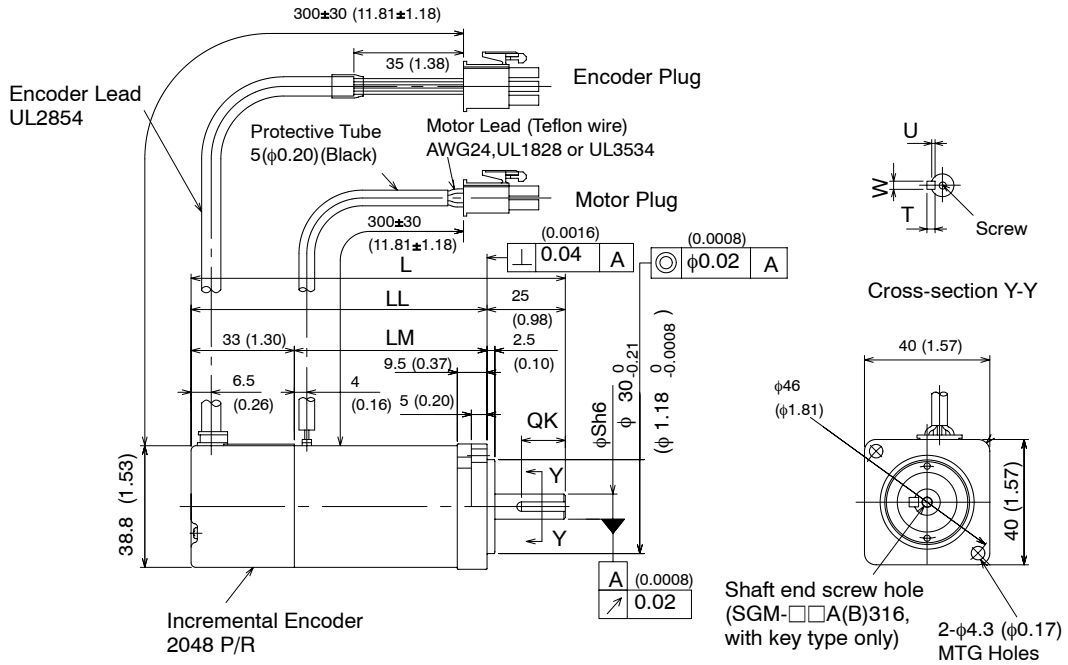 300±30 (11.81±1.18)
35 (1.38)
Encoder Plug
Encoder Lead
UL2854
Protective Tube
5(φ0.20)(Black)
Motor Lead (Teflon wire)
AWG24,UL1828 or UL3534
Motor Plug
300±30
(11.81±1.18)
(0.0016)
⊥ 0.04 A
(0.0008)
◎ φ0.02 A
L
LL
25
(0.98)
33 (1.30)
LM
2.5
(0.10)
9.5 (0.37)
6.5
(0.26)
4
(0.16)
5 (0.20)
QK
φSh6
φ 30 0 -0.21
(φ 1.18 0 -0.0008 )
38.8 (1.53)
Y
Y
A
(0.0008)
↗ 0.02
Incremental Encoder
2048 P/R
U
W
T
Screw
Cross-section Y-Y
40 (1.57)
φ46
(φ1.81)
40 (1.57)
Shaft end screw hole
(SGM-□□A(B)316,
with key type only)
2-φ4.3 (φ0.17)
MTG Holes